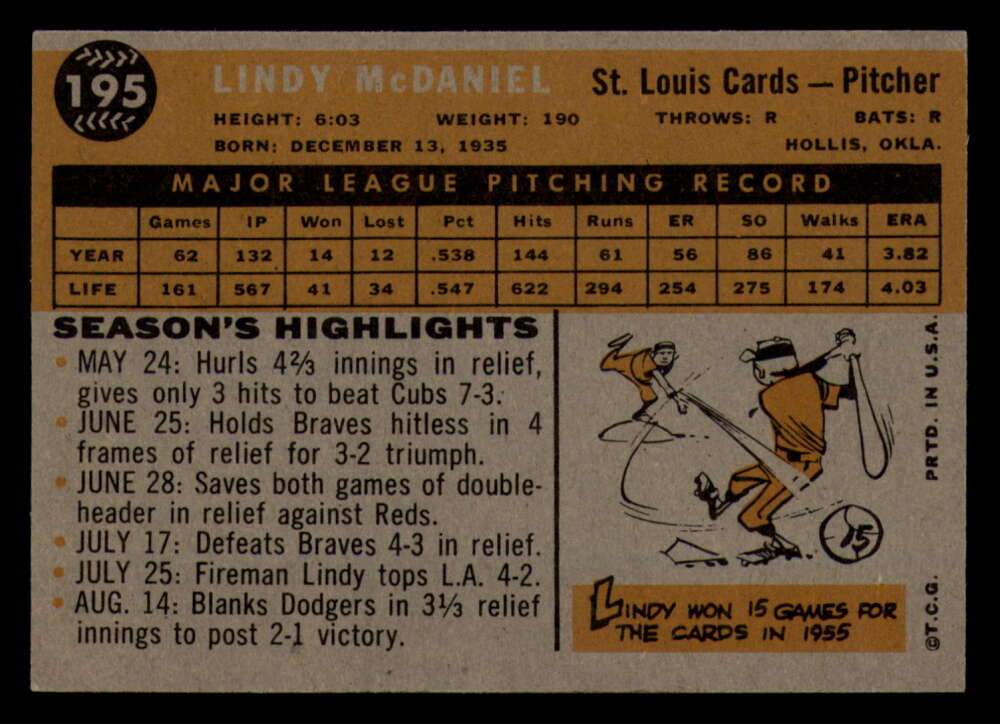 195
LINDY McDANIEL St. Louis Cards — Pitcher
HEIGHT: 6:03 WEIGHT: 190 THROWS: R BATS: R
BORN: DECEMBER 13, 1935 HOLLIS, OKLA.
MAJOR LEAGUE PITCHING RECORD
Games IP Won Lost Pct Hits Runs ER SO Walks ERA
YEAR 62 132 14 12 .538 144 61 56 86 41 3.82
LIFE 161 567 41 34 .547 622 294 254 275 174 4.03
SEASON'S HIGHLIGHTS
• MAY 24: Hurls 4⅔ innings in relief,
gives only 3 hits to beat Cubs 7-3.
• JUNE 25: Holds Braves hitless in 4
frames of relief for 3-2 triumph.
• JUNE 28: Saves both games of double-
header in relief against Reds.
• JULY 17: Defeats Braves 4-3 in relief.
• JULY 25: Fireman Lindy tops L.A. 4-2.
• AUG. 14: Blanks Dodgers in 3⅓ relief
innings to post 2-1 victory.
15
LINDY WON 15 GAMES FOR
THE CARDS IN 1955
©T.C.G. PRTD. IN U.S.A.